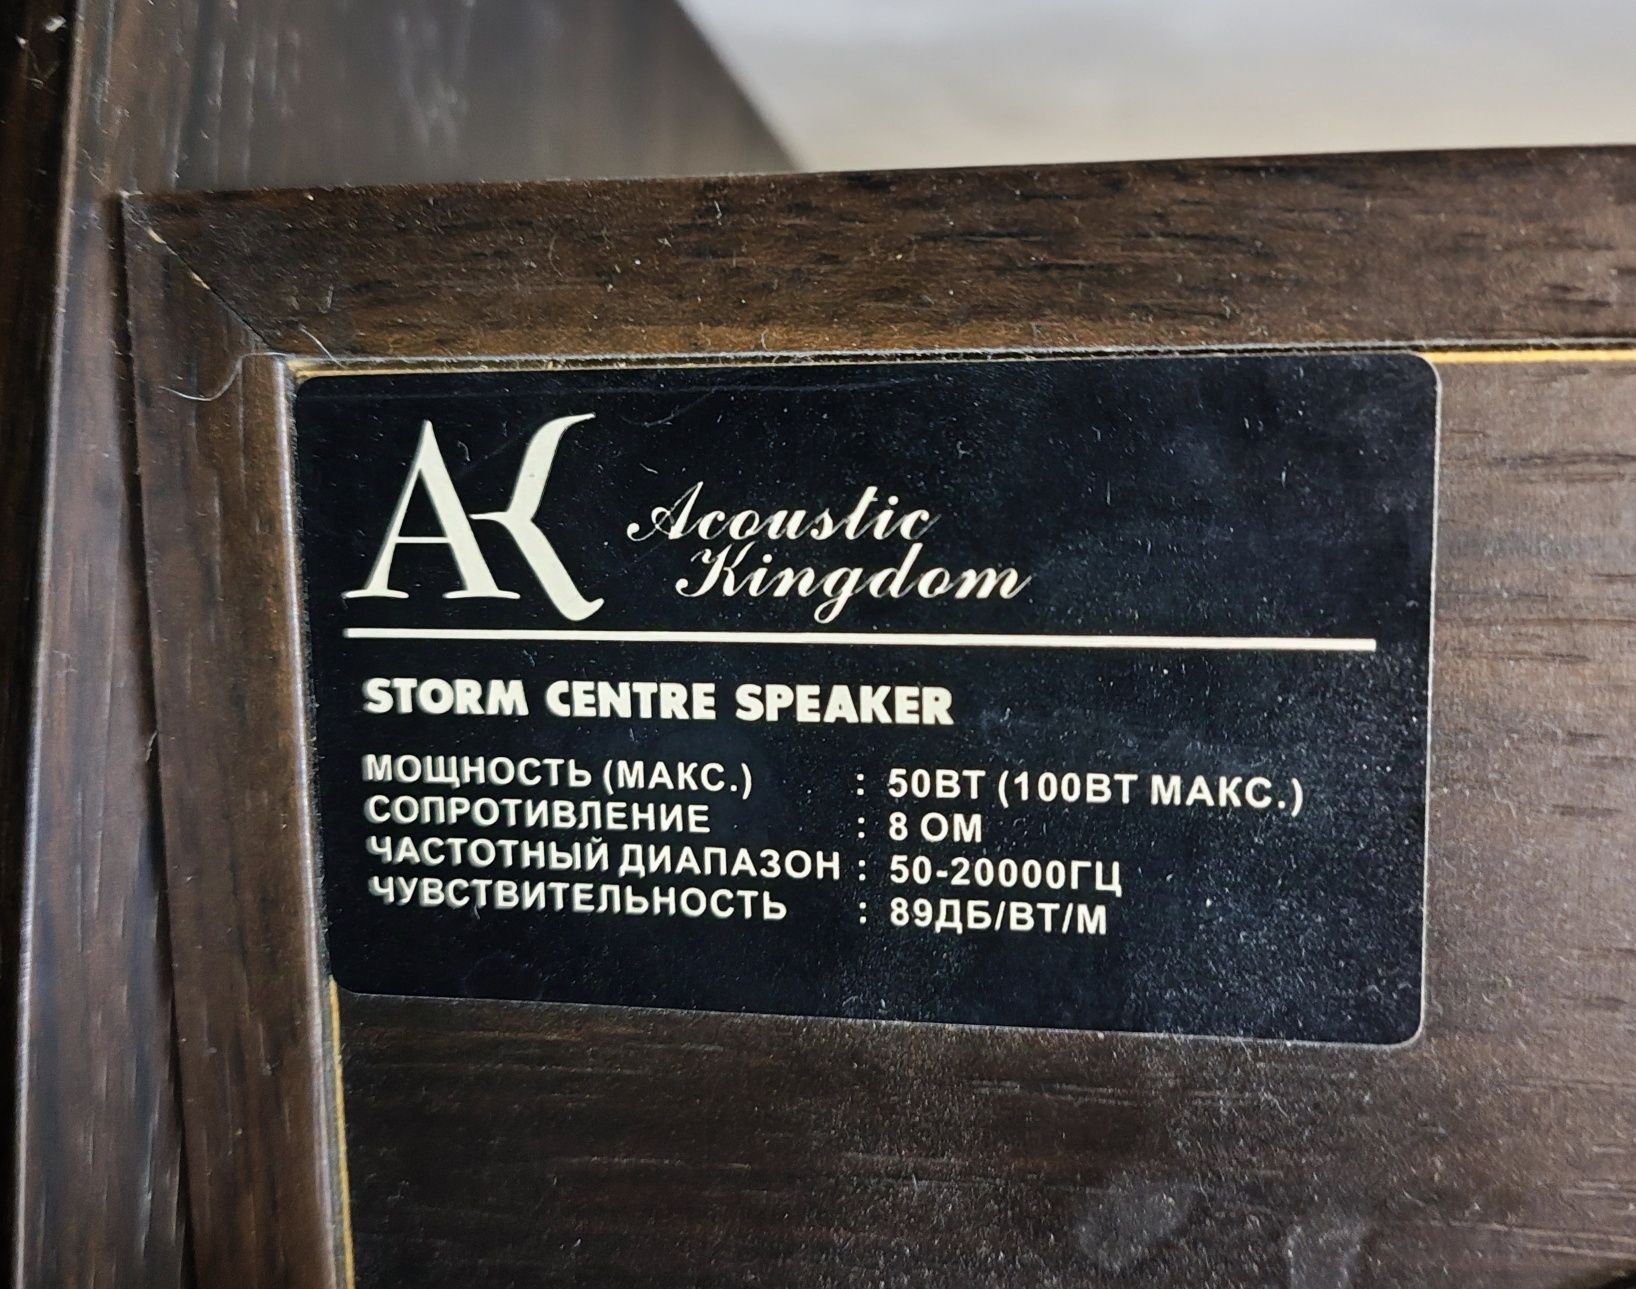 AK
Acoustic
Kingdom
STORM CENTRE SPEAKER
МОЩНОСТЬ (МАКС.) : 50ВТ (100ВТ МАКС.)
СОПРОТИВЛЕНИЕ : 8 ОМ
ЧАСТОТНЫЙ ДИАПАЗОН : 50-20000ГЦ
ЧУВСТВИТЕЛЬНОСТЬ : 89ДБ/ВТ/М